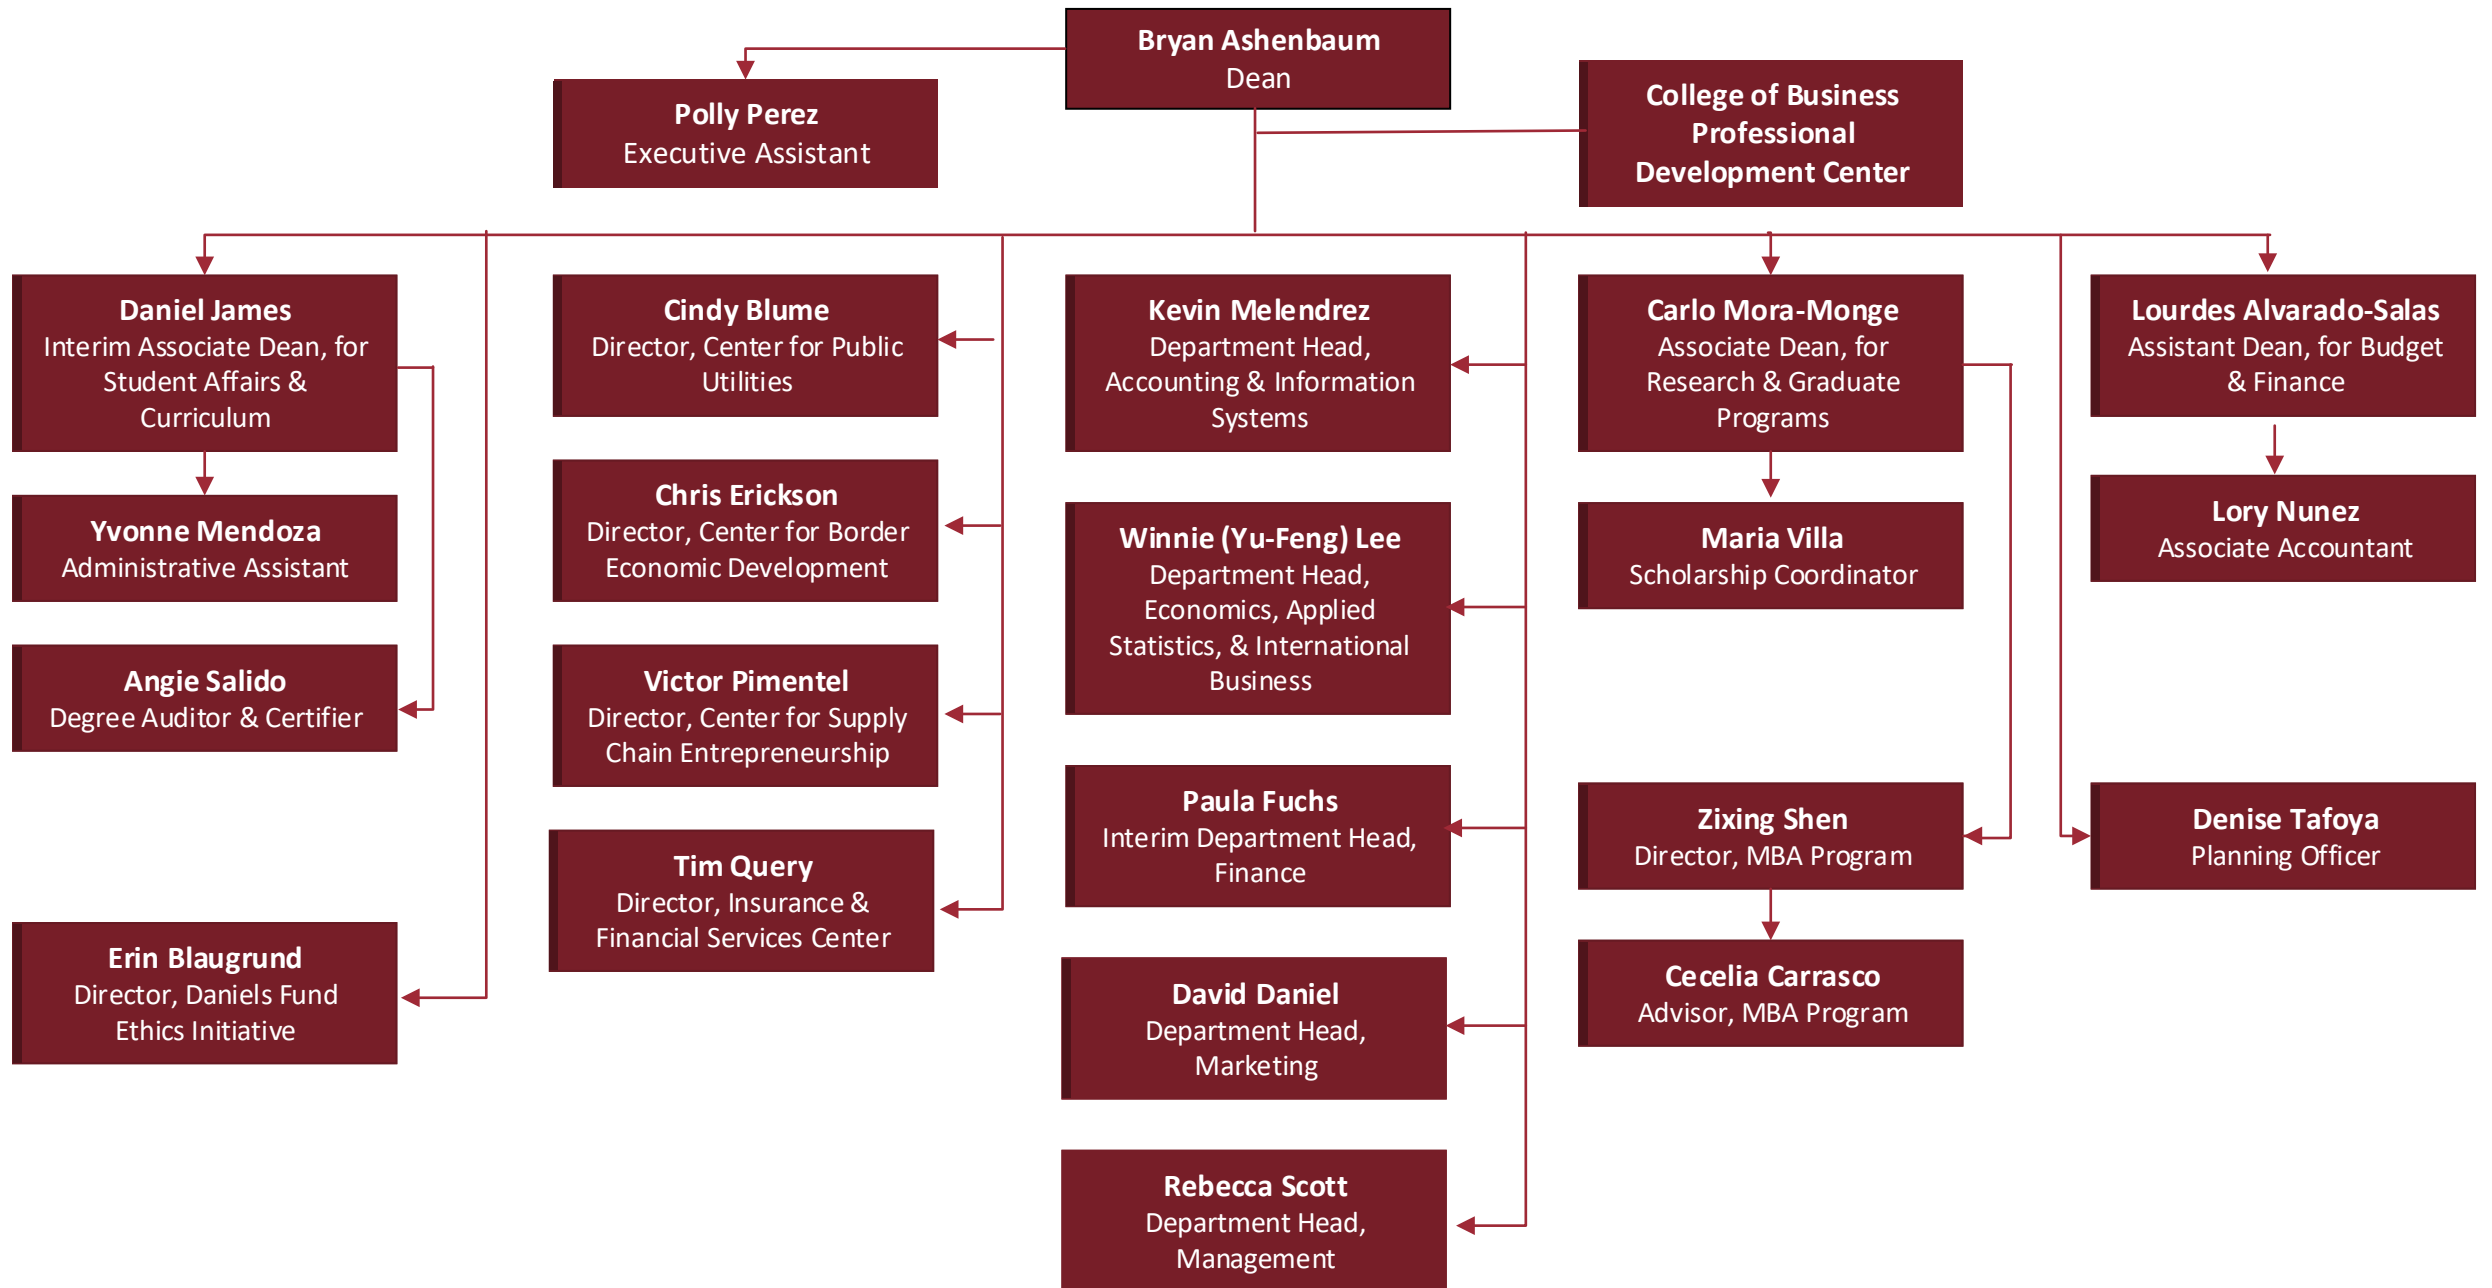 Bryan Ashenbaum
Dean
Polly Perez
Executive Assistant
College of Business
Professional
Development Center
Daniel James
Interim Associate Dean, for
Student Affairs &
Curriculum
Yvonne Mendoza
Administrative Assistant
Angie Salido
Degree Auditor & Certifier
Erin Blaugrund
Director, Daniels Fund
Ethics Initiative
Cindy Blume
Director, Center for Public
Utilities
Chris Erickson
Director, Center for Border
Economic Development
Victor Pimentel
Director, Center for Supply
Chain Entrepreneurship
Tim Query
Director, Insurance &
Financial Services Center
Kevin Melendrez
Department Head,
Accounting & Information
Systems
Winnie (Yu-Feng) Lee
Department Head,
Economics, Applied
Statistics, & International
Business
Paula Fuchs
Interim Department Head,
Finance
David Daniel
Department Head,
Marketing
Rebecca Scott
Department Head,
Management
Carlo Mora-Monge
Associate Dean, for
Research & Graduate
Programs
Maria Villa
Scholarship Coordinator
Zixing Shen
Director, MBA Program
Cecelia Carrasco
Advisor, MBA Program
Lourdes Alvarado-Salas
Assistant Dean, for Budget
& Finance
Lory Nunez
Associate Accountant
Denise Tafoya
Planning Officer